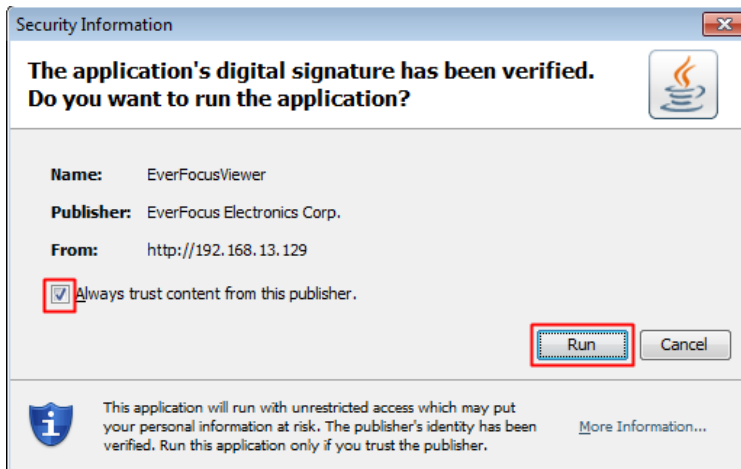 Security Information
The application's digital signature has been verified.
Do you want to run the application?
Name: EverFocusViewer
Publisher: EverFocus Electronics Corp.
From: http://192.168.13.129
Always trust content from this publisher.
Run Cancel
This application will run with unrestricted access which may put
your personal information at risk. The publisher's identity has been
verified. Run this application only if you trust the publisher.
More Information...